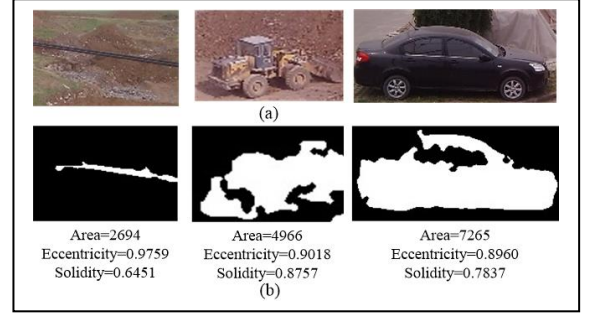 (a)
Area=2694
Eccentricity=0.9759
Solidity=0.6451
Area=4966
Eccentricity=0.9018
Solidity=0.8757
Area=7265
Eccentricity=0.8960
Solidity=0.7837
(b)